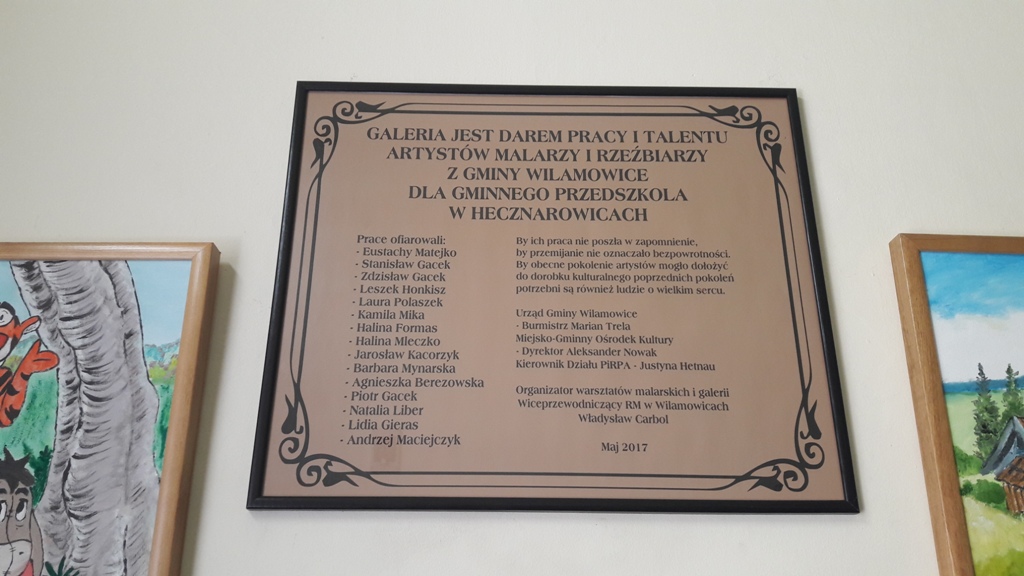 GALERIA JEST DAREM PRACY I TALENTU
ARTYSTÓW MALARZY I RZEŹBIARZY
Z GMINY WILAMOWICE
DLA GMINNEGO PRZEDSZKOLA
W HECZNAROWICACH
Prace ofiarowali:
- Eustachy Matejko
- Stanisław Gacek
- Zdzisław Gacek
- Leszek Honkisz
- Laura Polaszek
- Kamila Mika
- Halina Formas
- Halina Mleczko
- Jarosław Kacorzyk
- Barbara Mynarska
- Agnieszka Berezowska
- Piotr Gacek
- Natalia Liber
- Lidia Gieras
- Andrzej Maciejczyk
By ich praca nie poszła w zapomnienie,
by przemijanie nie oznaczało bezpowrotności.
By obecne pokolenie artystów mogło dołożyć
do dorobku kulturalnego poprzednich pokoleń
potrzebni są również ludzie o wielkim sercu.
Urząd Gminy Wilamowice
- Burmistrz Marian Trela
Miejsko-Gminny Ośrodek Kultury
- Dyrektor Aleksander Nowak
Kierownik Działu PiRPA - Justyna Hetnau
Organizator warsztatów malarskich i galerii
Wiceprzewodniczący RM w Wilamowicach
Władysław Carbol
Maj 2017